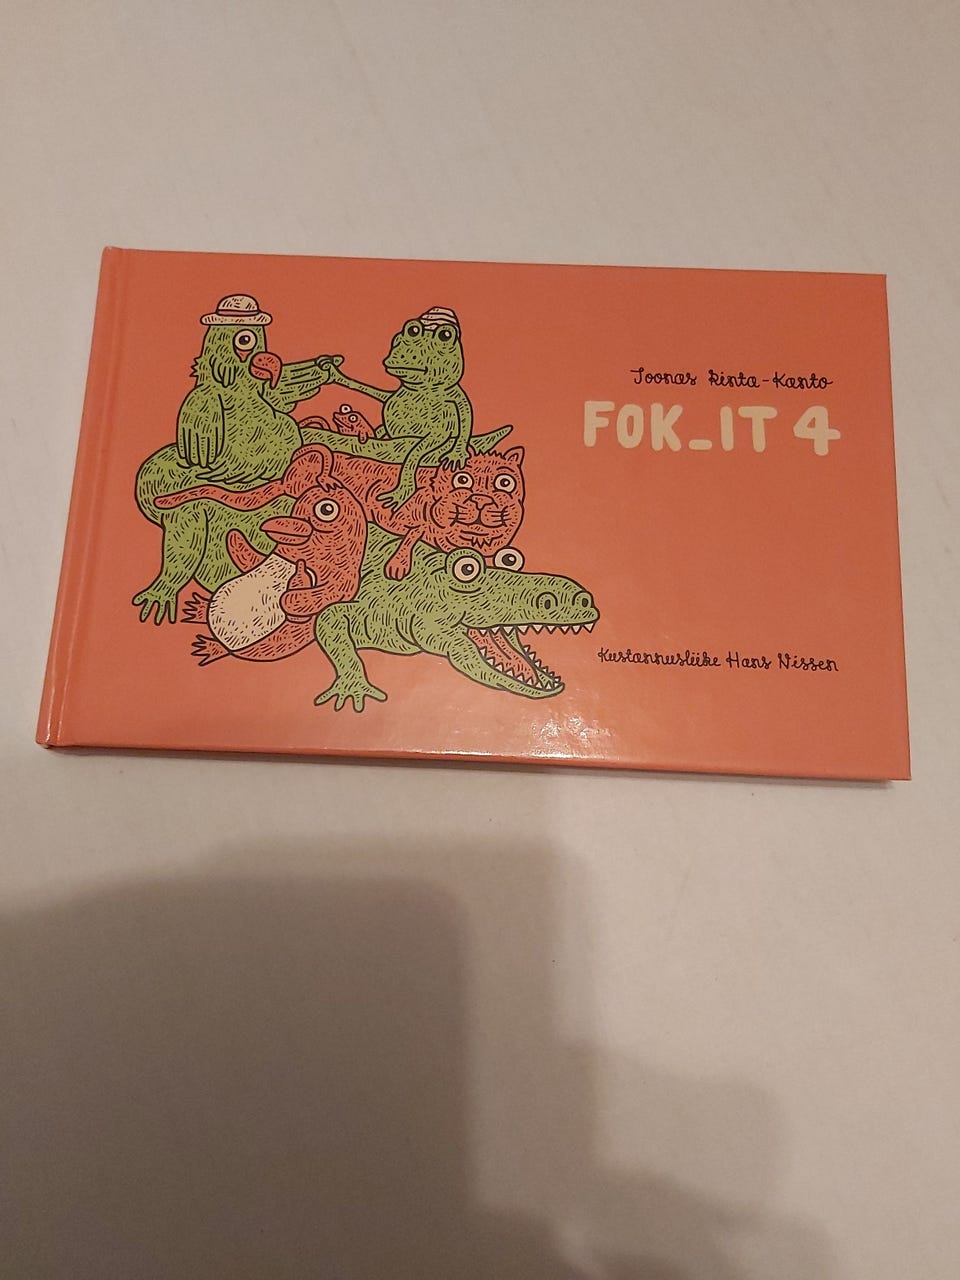 Joonas Rinta-Kanto
FOK_IT 4
Kustannusliike Hans Nissen